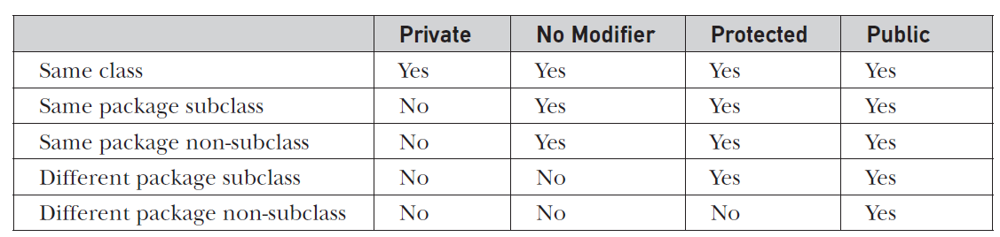 Private No Modifier Protected Public
Same class Yes Yes Yes Yes
Same package subclass No Yes Yes Yes
Same package non-subclass No Yes Yes Yes
Different package subclass No No Yes Yes
Different package non-subclass No No No Yes